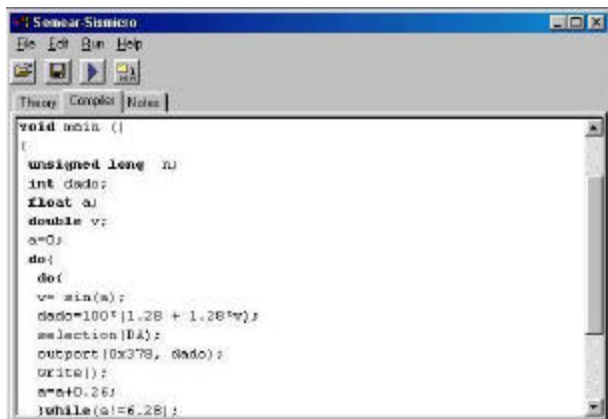 Semear-Sismicro
File Edit Run Help
Theory Compiler Notes
void main ()
{
unsigned long n;
int dado;
float a;
double v;
a=0;
do{
do{
v= sin(a);
dado=100*(1.28 + 1.28*v);
selection(DA);
outport(0x378, dado);
write();
a=a+0.26;
}while(a!=6.28);